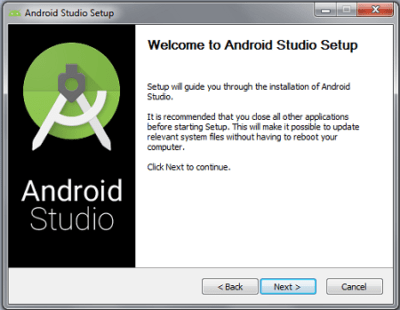 Android Studio Setup
Welcome to Android Studio Setup
Setup will guide you through the installation of Android
Studio.
It is recommended that you close all other applications
before starting Setup. This will make it possible to update
relevant system files without having to reboot your
computer.
Click Next to continue.
Android
Studio
< Back
Next >
Cancel